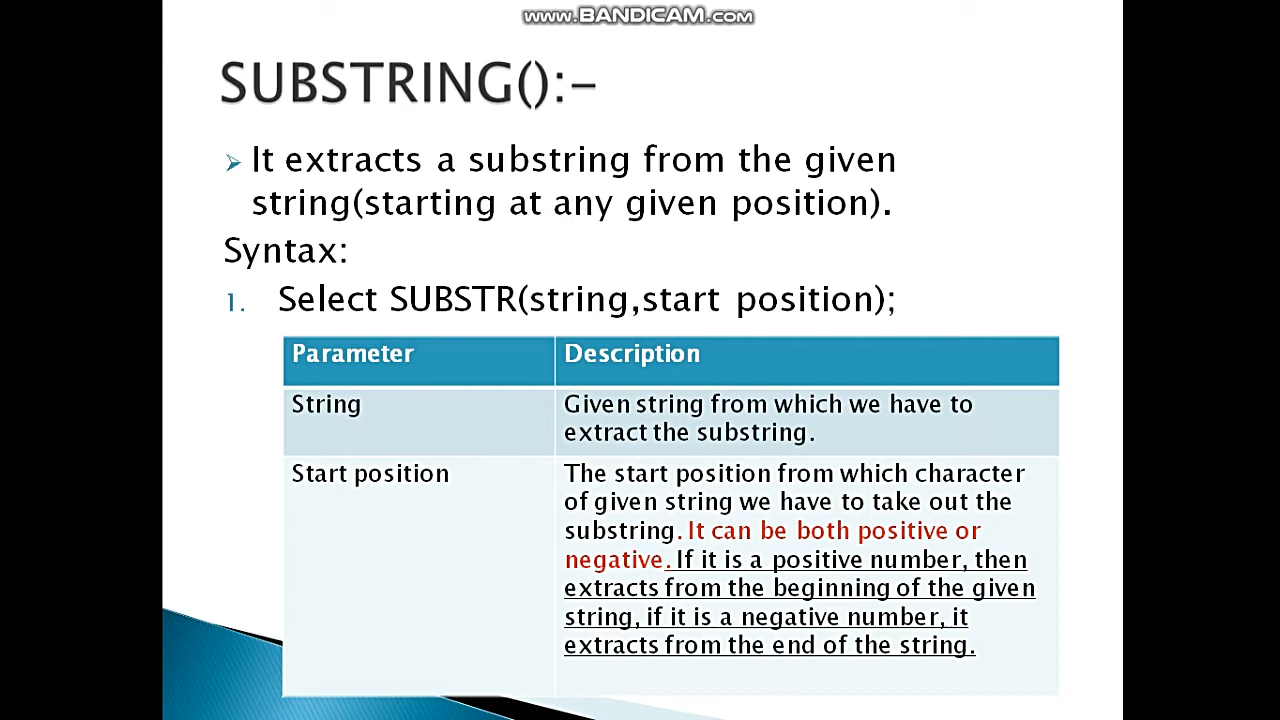 www.BANDICAM.com
SUBSTRING():-
It extracts a substring from the given
string(starting at any given position).
Syntax:
1. Select SUBSTR(string,start position);
Parameter Description
String Given string from which we have to
extract the substring.
Start position The start position from which character
of given string we have to take out the
substring. It can be both positive or
negative. If it is a positive number, then
extracts from the beginning of the given
string, if it is a negative number, it
extracts from the end of the string.